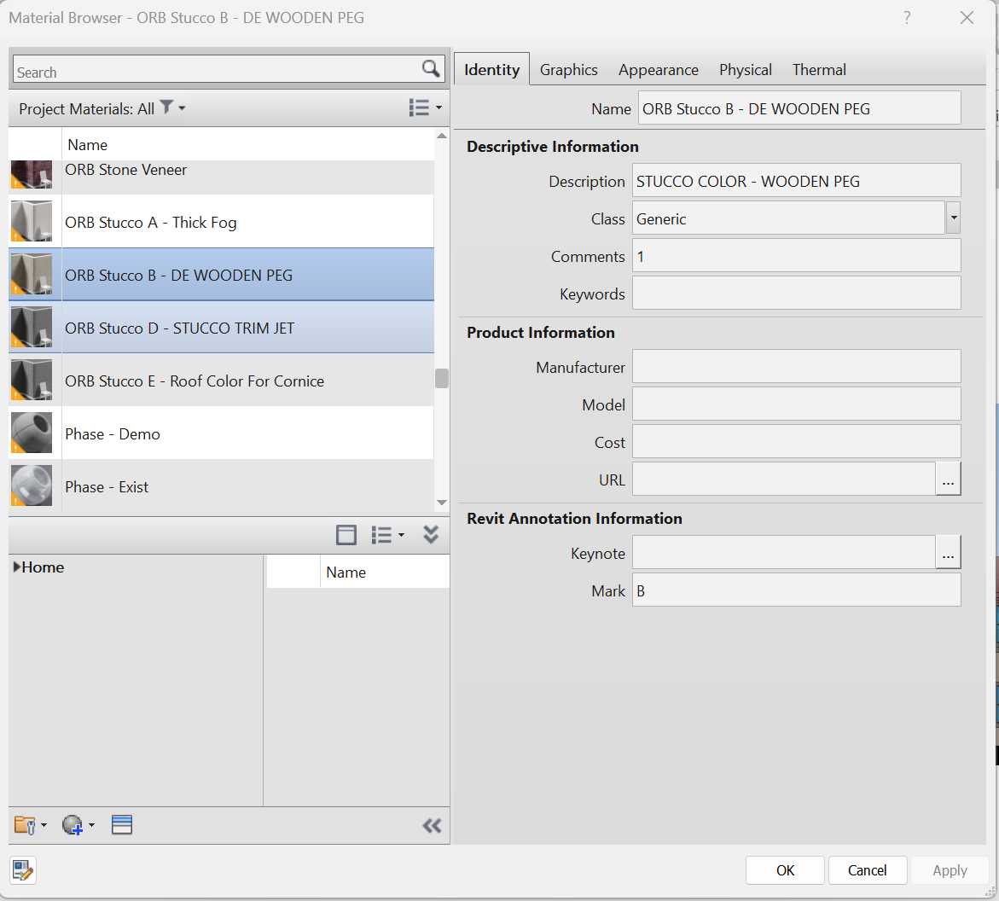 Material Browser - ORB Stucco B - DE WOODEN PEG
?
Search
Project Materials: All
Name
ORB Stone Veneer
ORB Stucco A - Thick Fog
ORB Stucco B - DE WOODEN PEG
ORB Stucco D - STUCCO TRIM JET
ORB Stucco E - Roof Color For Cornice
Phase - Demo
Phase - Exist
Home
Name
Identity Graphics Appearance Physical Thermal
Name ORB Stucco B - DE WOODEN PEG
Descriptive Information
Description STUCCO COLOR - WOODEN PEG
Class Generic
Comments 1
Keywords
Product Information
Manufacturer
Model
Cost
URL ...
Revit Annotation Information
Keynote ...
Mark B
OK Cancel Apply